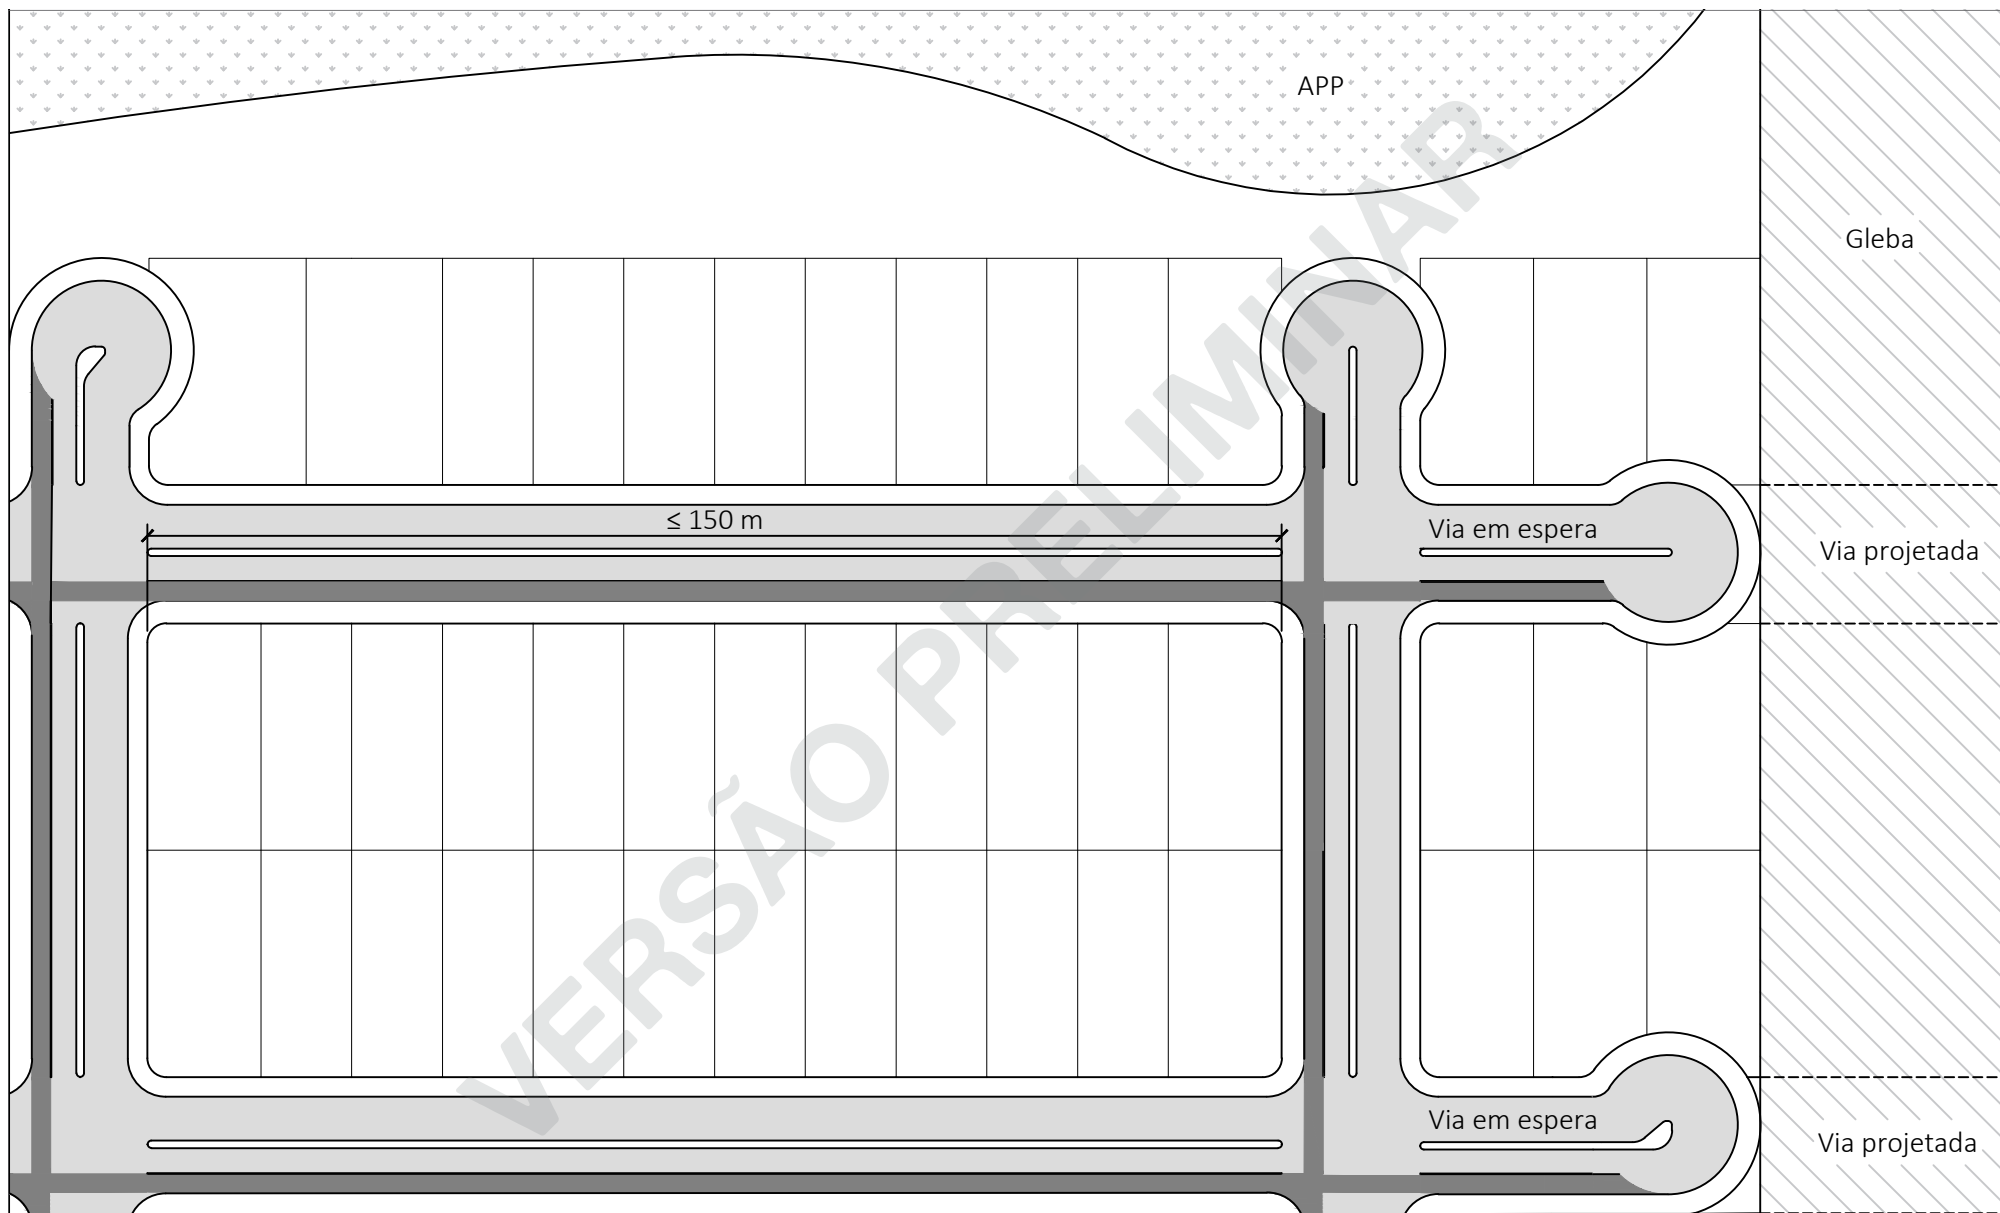 APP
Gleba
≤ 150 m
Via em espera
Via projetada
VERSÃO PRELIMINAR
Via em espera
Via projetada